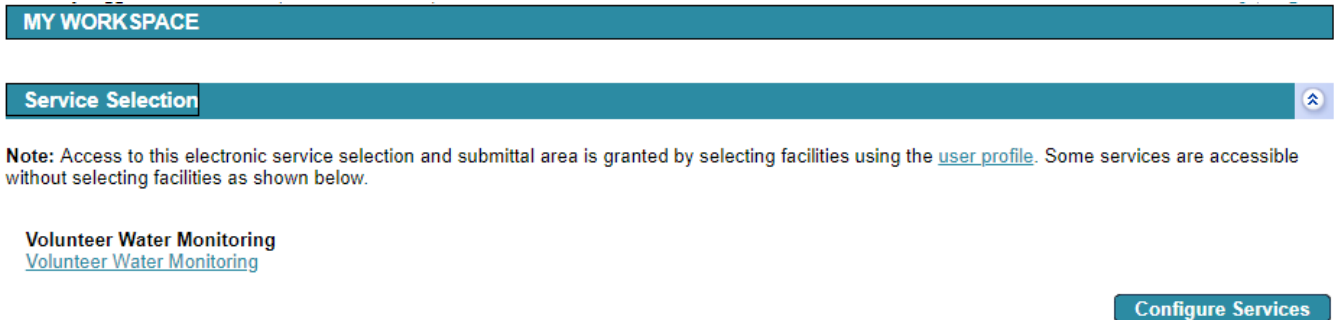 MY WORKSPACE
Service Selection
Note: Access to this electronic service selection and submittal area is granted by selecting facilities using the user profile. Some services are accessible
without selecting facilities as shown below.
Volunteer Water Monitoring
Volunteer Water Monitoring
Configure Services